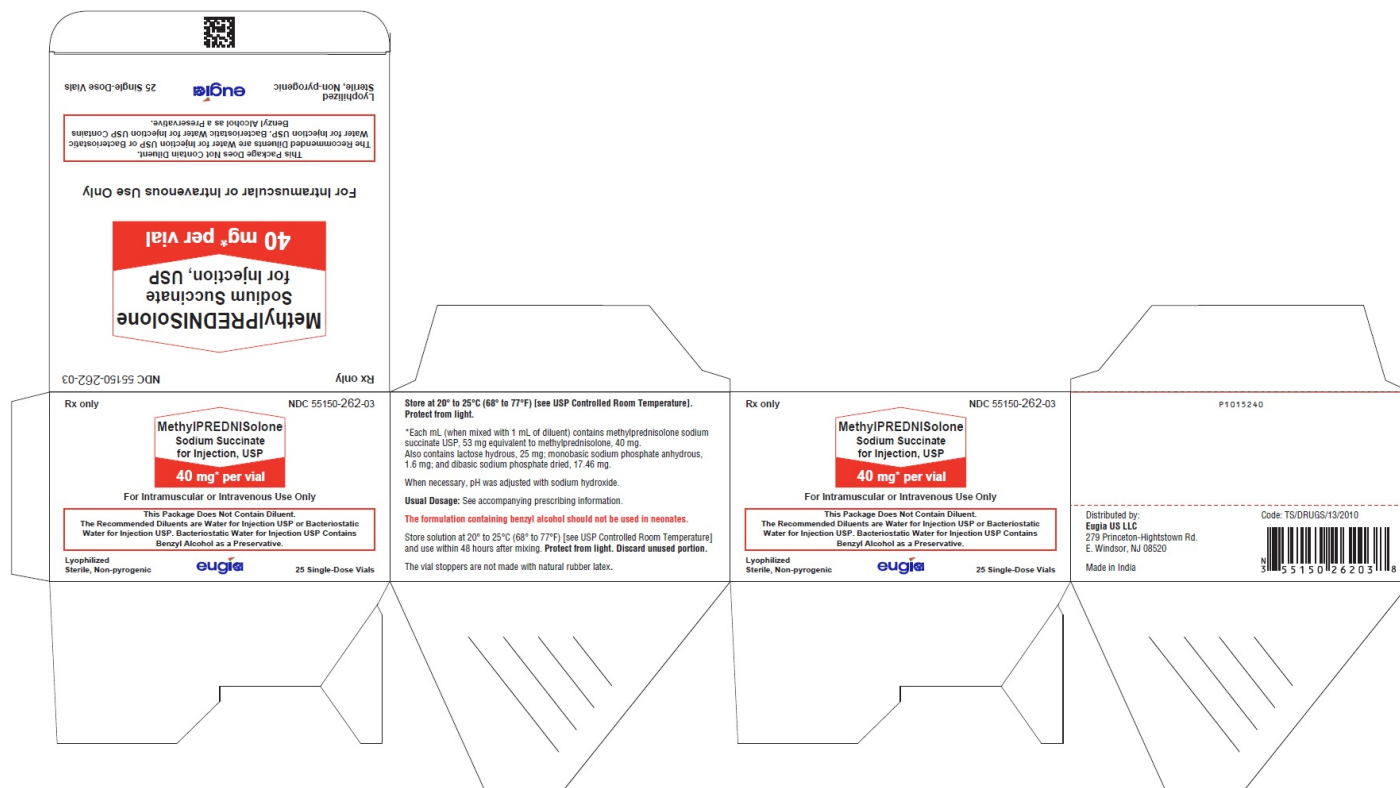 Rx only
NDC 55150-262-03
MethylPREDNISolone
Sodium Succinate
for Injection, USP
40 mg* per vial
For Intramuscular or Intravenous Use Only
This Package Does Not Contain Diluent.
The Recommended Diluents are Water for Injection USP or Bacteriostatic
Water for Injection USP. Bacteriostatic Water for Injection USP Contains
Benzyl Alcohol as a Preservative.
Lyophilized
Sterile, Non-pyrogenic
eugia
25 Single-Dose Vials
Rx only
NDC 55150-262-03
MethylPREDNISolone
Sodium Succinate
for Injection, USP
40 mg* per vial
For Intramuscular or Intravenous Use Only
This Package Does Not Contain Diluent.
The Recommended Diluents are Water for Injection USP or Bacteriostatic
Water for Injection USP. Bacteriostatic Water for Injection USP Contains
Benzyl Alcohol as a Preservative.
Lyophilized
Sterile, Non-pyrogenic
eugia
25 Single-Dose Vials
Store at 20° to 25°C (68° to 77°F) [see USP Controlled Room Temperature].
Protect from light.
*Each mL (when mixed with 1 mL of diluent) contains methylprednisolone sodium
succinate USP, 53 mg equivalent to methylprednisolone, 40 mg.
Also contains lactose hydrous, 25 mg; monobasic sodium phosphate anhydrous,
1.6 mg; and dibasic sodium phosphate dried, 17.46 mg.
When necessary, pH was adjusted with sodium hydroxide.
Usual Dosage: See accompanying prescribing information.
The formulation containing benzyl alcohol should not be used in neonates.
Store solution at 20° to 25°C (68° to 77°F) [see USP Controlled Room Temperature]
and use within 48 hours after mixing. Protect from light. Discard unused portion.
The vial stoppers are not made with natural rubber latex.
Rx only
NDC 55150-262-03
MethylPREDNISolone
Sodium Succinate
for Injection, USP
40 mg* per vial
For Intramuscular or Intravenous Use Only
This Package Does Not Contain Diluent.
The Recommended Diluents are Water for Injection USP or Bacteriostatic
Water for Injection USP. Bacteriostatic Water for Injection USP Contains
Benzyl Alcohol as a Preservative.
Lyophilized
Sterile, Non-pyrogenic
eugia
25 Single-Dose Vials
P1015240
Distributed by:
Eugia US LLC
279 Princeton-Hightstown Rd.
E. Windsor, NJ 08520
Made in India
Code: TS/DRUGS/13/2010
N
3 55150 26203 8